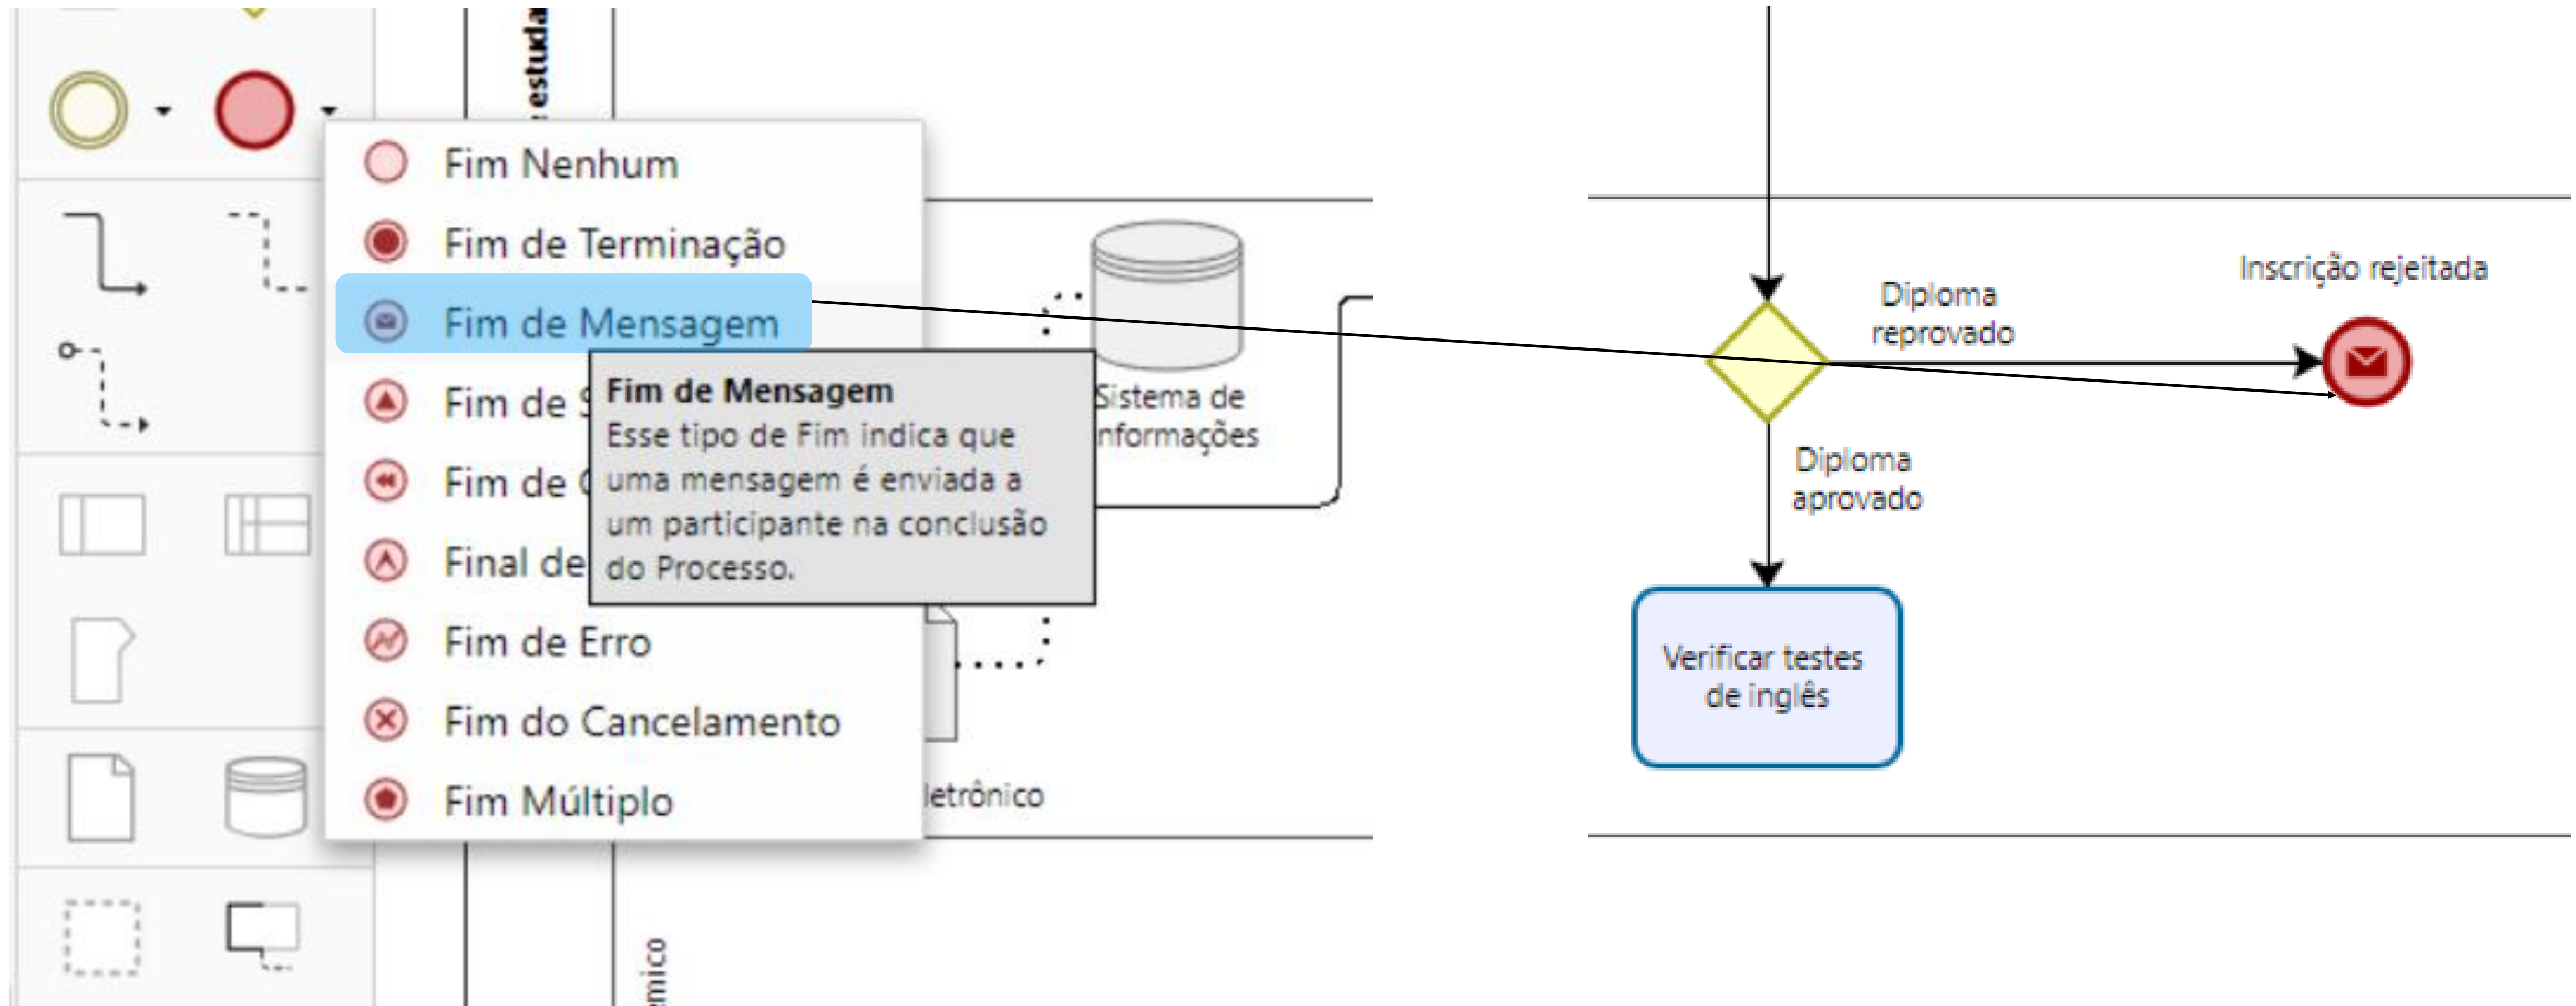 estuda
Fim Nenhum
Fim de Terminação
Fim de Mensagem
Fim de
Fim de
Final de
Fim de Erro
Fim do Cancelamento
Fim Múltiplo
Fim de Mensagem
Esse tipo de Fim indica que
uma mensagem é enviada a
um participante na conclusão
do Processo.
Sistema de
nformações
letrônico
êmico
Diploma
reprovado
Inscrição rejeitada
Diploma
aprovado
Verificar testes
de inglês